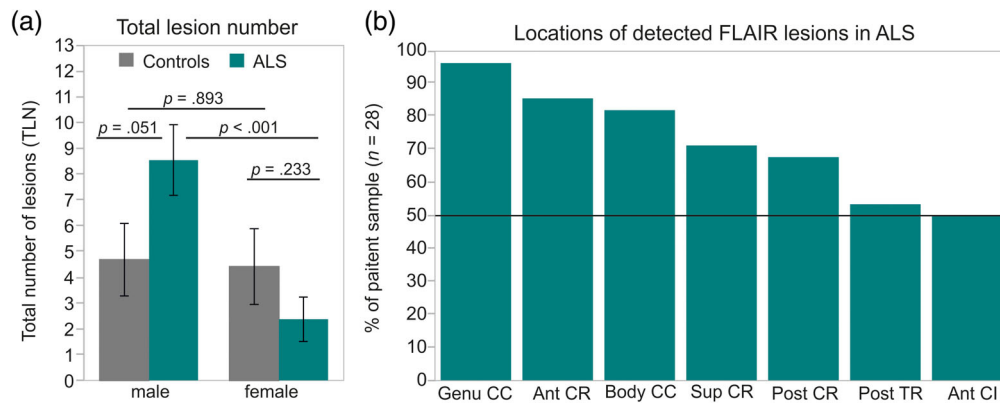 (a)
Total lesion number
Total number of lesions (TLN)
13
12
11
10
9
8
7
6
5
4
3
2
1
0
Controls ALS
p = .893
p = .051 p < .001
p = .233
male female
(b)
Locations of detected FLAIR lesions in ALS
% of paitent sample (n = 28)
100
90
80
70
60
50
40
30
20
10
0
Genu CC Ant CR Body CC Sup CR Post CR Post TR Ant CI